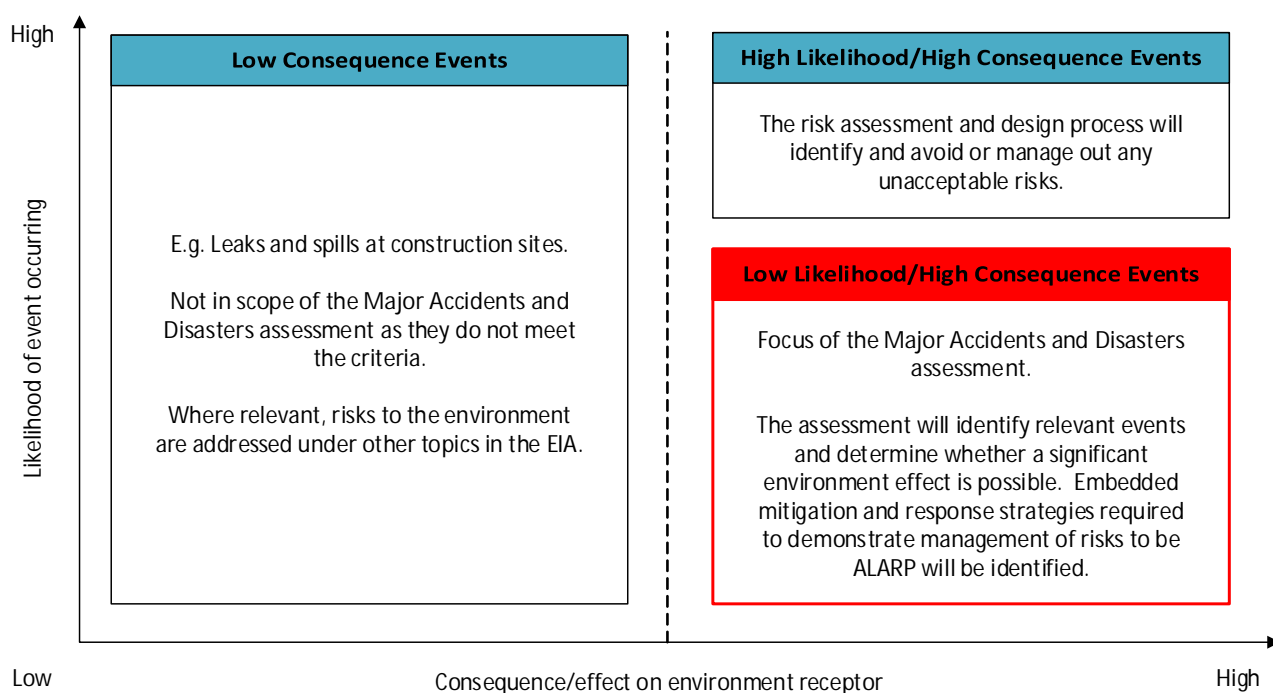 High
Likelihood of event occurring
Low Consequence Events
E.g. Leaks and spills at construction sites.
Not in scope of the Major Accidents and
Disasters assessment as they do not meet
the criteria.
Where relevant, risks to the environment
are addressed under other topics in the EIA.
High Likelihood/High Consequence Events
The risk assessment and design process will
identify and avoid or manage out any
unacceptable risks.
Low Likelihood/High Consequence Events
Focus of the Major Accidents and Disasters
assessment.
The assessment will identify relevant events
and determine whether a significant
environment effect is possible.  Embedded
mitigation and response strategies required
to demonstrate management of risks to be
ALARP will be identified.
Low
Consequence/effect on environment receptor
High